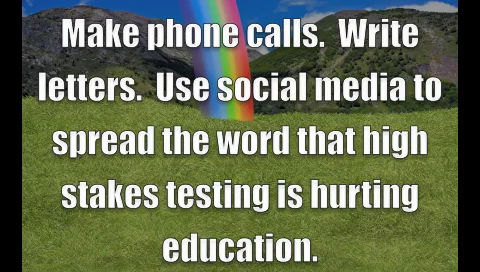 Make phone calls.  Write
letters.  Use social media to
spread the word that high
stakes testing is hurting
education.